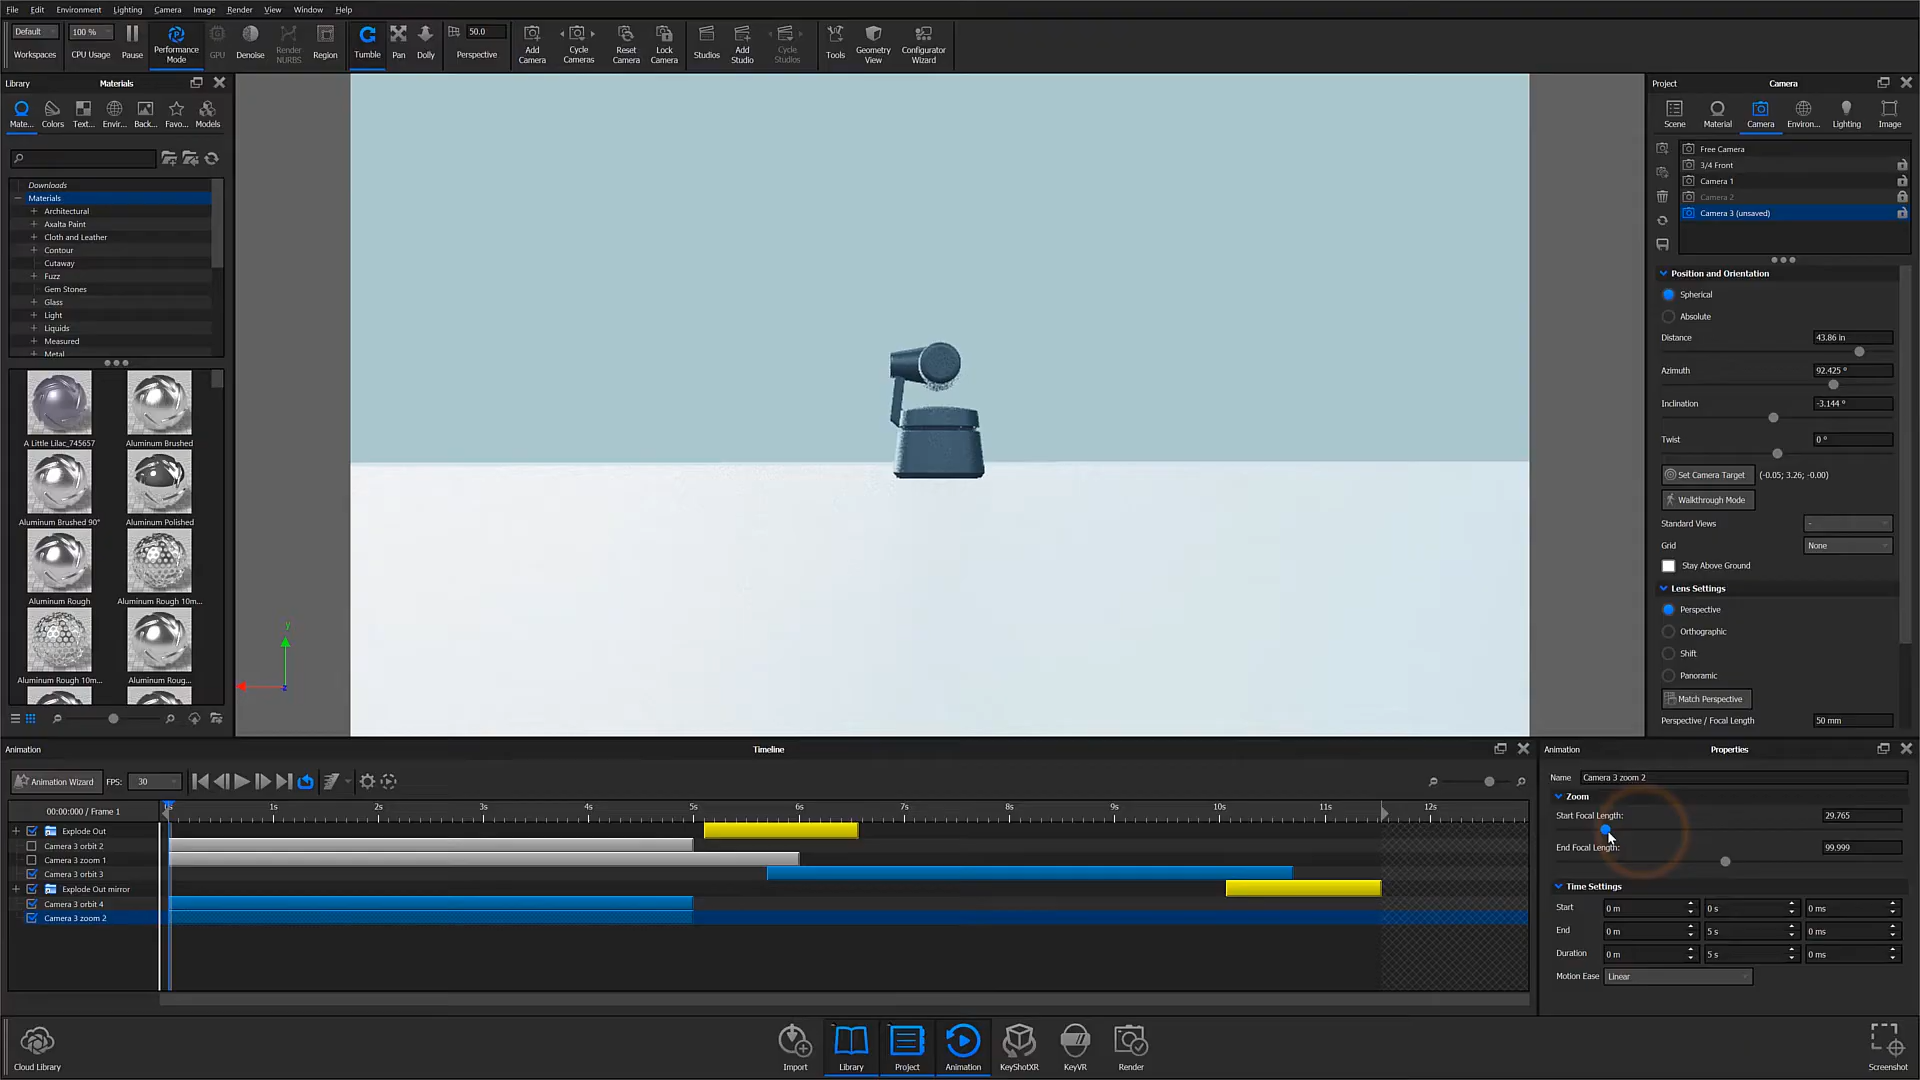 File Edit Environment Lighting Camera Image Render View Window Help
Default 100 % 50.0
Workspaces CPU Usage Pause Performance Mode GPU Denoise Render NURBS Region Tumble Pan Dolly Perspective Add Camera Cycle Cameras Reset Camera Lock Camera Studios Add Studio Cycle Studios Tools Geometry View Configurator Wizard
Library Materials
Mate... Colors Text... Envir... Back... Favo... Models
Downloads
Materials
Architectural
Axalta Paint
Cloth and Leather
Contour
Cutaway
Fuzz
Gem Stones
Glass
Light
Liquids
Measured
Metal
A Little Lilac_745657 Aluminum Brushed
Aluminum Brushed 90° Aluminum Polished
Aluminum Rough Aluminum Rough 10m...
Aluminum Rough 10m... Aluminum Roug...
y
Project Camera
Scene Material Camera Environ... Lighting Image
Free Camera
3/4 Front
Camera 1
Camera 2
Camera 3 (unsaved)
Position and Orientation
Spherical
Absolute
Distance 43.86 in
Azimuth 92.425 °
Inclination -3.144 °
Twist 0 °
Set Camera Target (-0.05; 3.26; -0.00)
Walkthrough Mode
Standard Views -
Grid None
Stay Above Ground
Lens Settings
Perspective
Orthographic
Shift
Panoramic
Match Perspective
Perspective / Focal Length 50 mm
Animation Timeline
Animation Wizard FPS: 30
00:00:000 / Frame 1 0s 1s 2s 3s 4s 5s 6s 7s 8s 9s 10s 11s 12s
Explode Out
Camera 3 orbit 2
Camera 3 zoom 1
Camera 3 orbit 3
Explode Out mirror
Camera 3 orbit 4
Camera 3 zoom 2
Animation Properties
Name Camera 3 zoom 2
Zoom
Start Focal Length: 29.765
End Focal Length: 99.999
Time Settings
Start 0 m 0 s 0 ms
End 0 m 5 s 0 ms
Duration 0 m 5 s 0 ms
Motion Ease Linear
Cloud Library Import Library Project Animation KeyShotXR KeyVR Render Screenshot